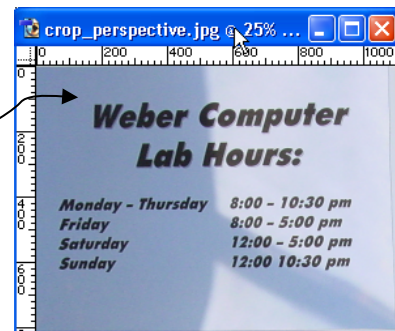 crop_perspective.jpg @ 25% ...
0 200 400 600 800 1000
0
200
400
600
Weber Computer
Lab Hours:
Monday - Thursday 8:00 - 10:30 pm
Friday 8:00 - 5:00 pm
Saturday 12:00 - 5:00 pm
Sunday 12:00 10:30 pm